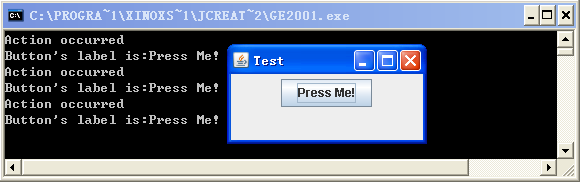 C:\PROGRA~1\XINOXS~1\JCREAT~2\GE2001.exe
Action occurred
Button's label is:Press Me!
Action occurred
Button's label is:Press Me!
Action occurred
Button's label is:Press Me!
Test
Press Me!